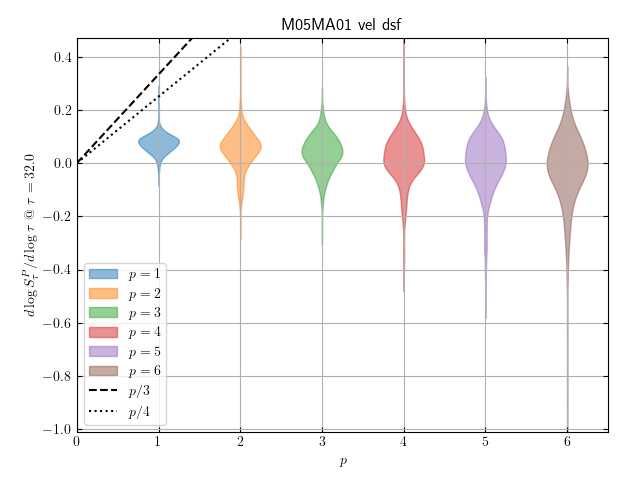 M05MA01 vel dsf
d log S_τ^P / d log τ @ τ = 32.0
0.4
0.2
0.0
−0.2
−0.4
−0.6
−0.8
−1.0
p = 1
p = 2
p = 3
p = 4
p = 5
p = 6
p/3
p/4
0 1 2 3 4 5 6
p